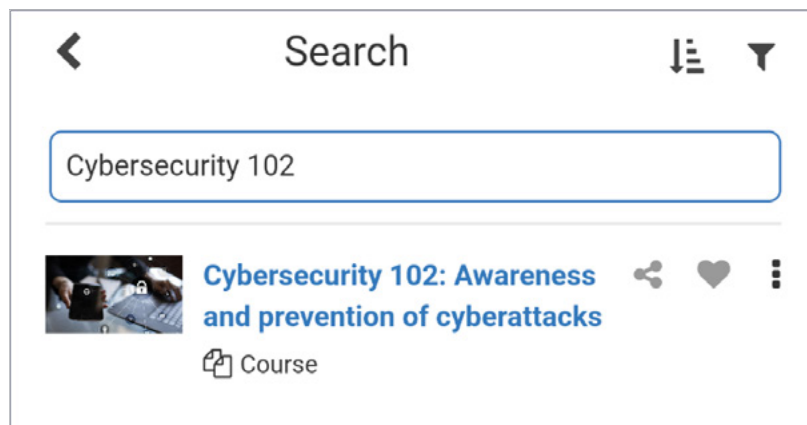 Search
Cybersecurity 102
Cybersecurity 102: Awareness
and prevention of cyberattacks
Course